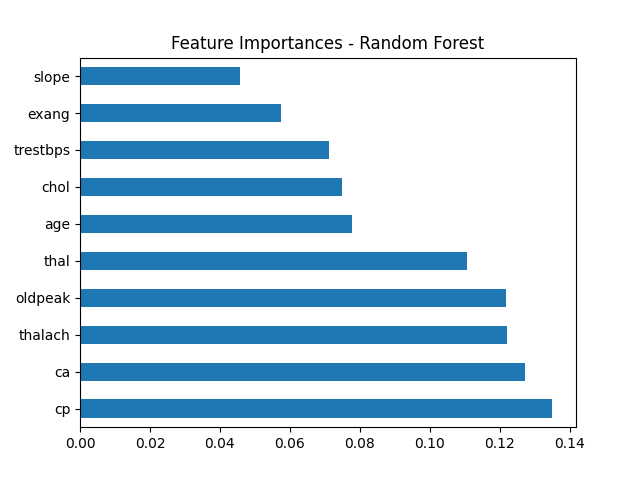 Feature Importances - Random Forest
slope
exang
trestbps
chol
age
thal
oldpeak
thalach
ca
cp
0.00 0.02 0.04 0.06 0.08 0.10 0.12 0.14